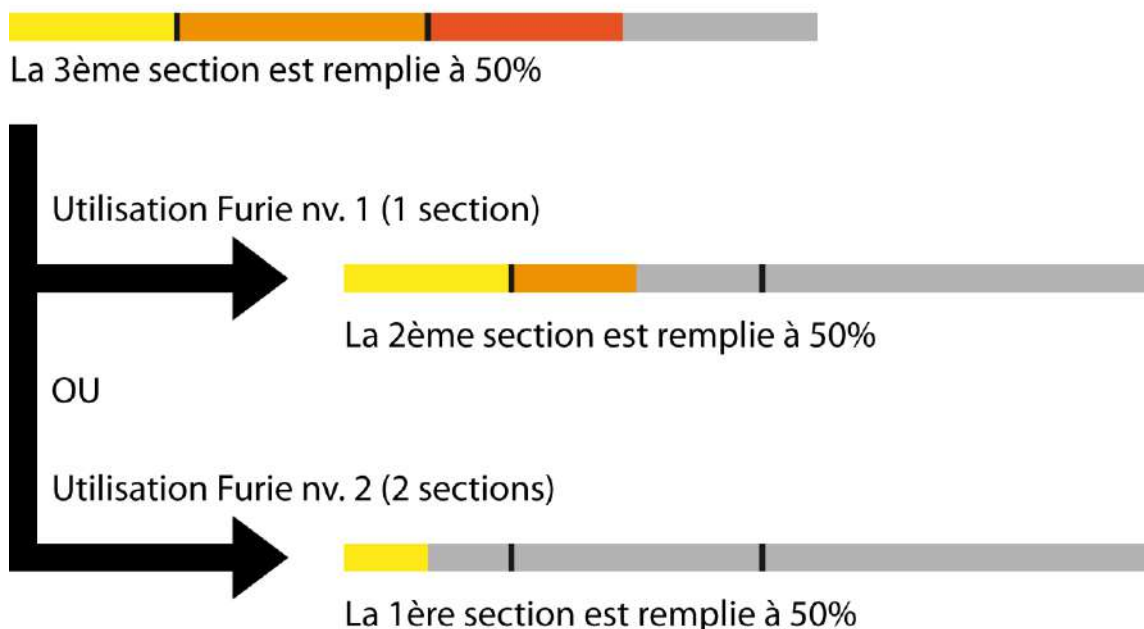 La 3ème section est remplie à 50%
Utilisation Furie nv. 1 (1 section)
La 2ème section est remplie à 50%
OU
Utilisation Furie nv. 2 (2 sections)
La 1ère section est remplie à 50%